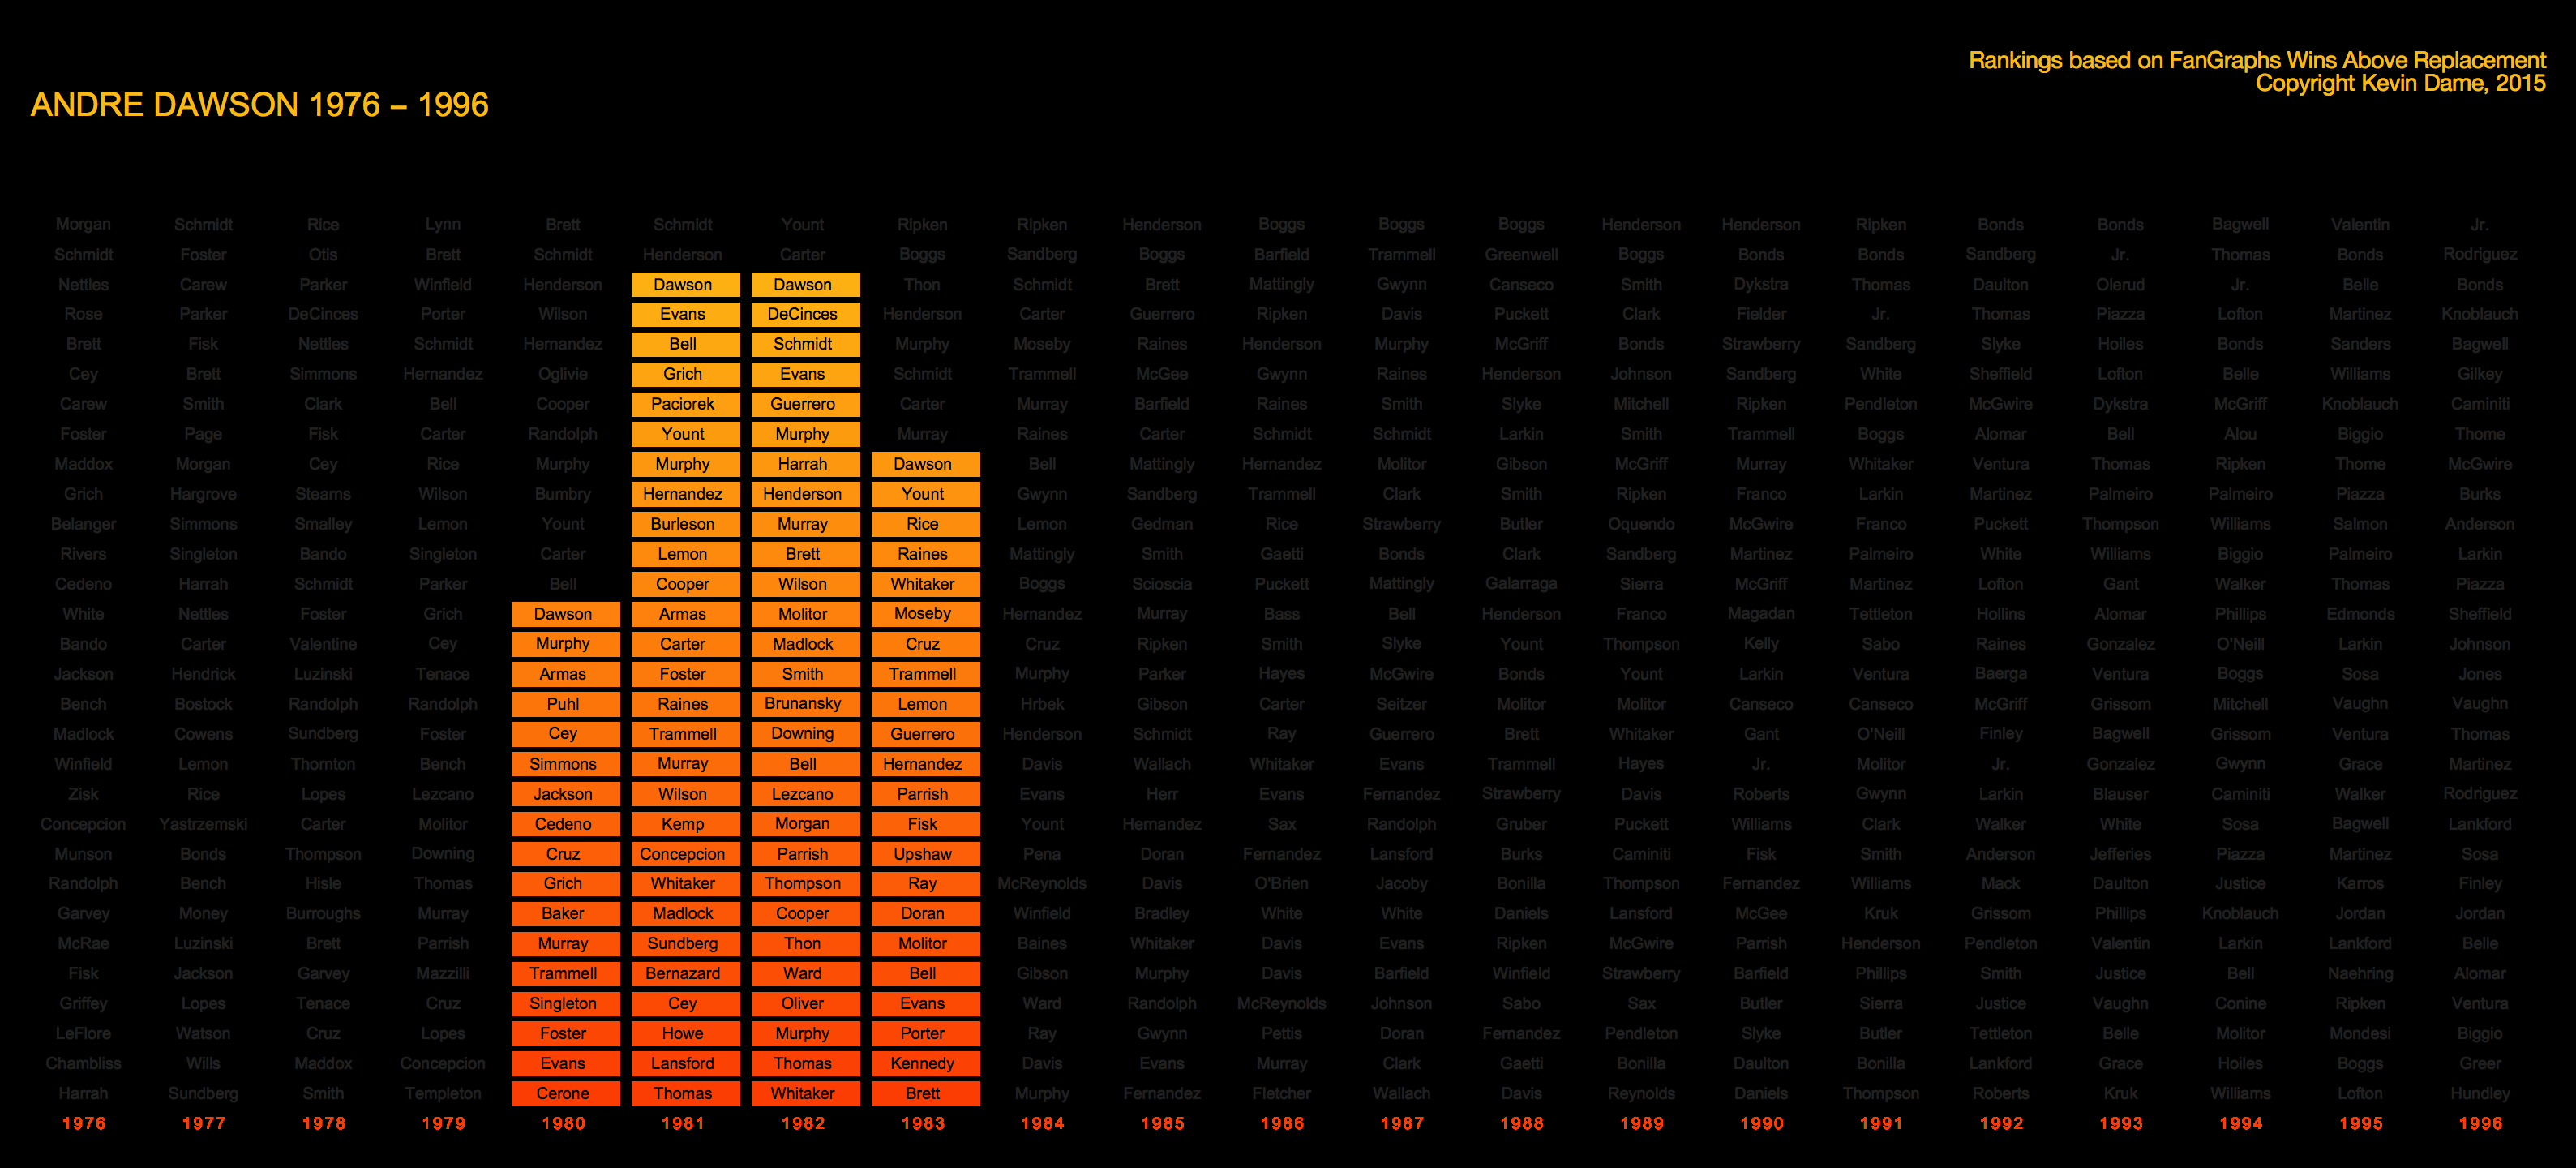 Rankings based on FanGraphs Wins Above Replacement
Copyright Kevin Dame, 2015
ANDRE DAWSON 1976 – 1996
Morgan Schmidt Rice Lynn Brett Schmidt Yount Ripken Ripken Henderson Boggs Boggs Boggs Henderson Henderson Ripken Bonds Bonds Bagwell Valentin Jr.
Schmidt Foster Otis Brett Schmidt Henderson Carter Boggs Sandberg Boggs Barfield Trammell Greenwell Boggs Bonds Bonds Sandberg Jr. Thomas Bonds Rodriguez
Nettles Carew Parker Winfield Henderson Dawson Dawson Thon Schmidt Brett Mattingly Gwynn Canseco Smith Dykstra Thomas Daulton Olerud Jr. Belle Bonds
Rose Parker DeCinces Porter Wilson Evans DeCinces Henderson Carter Guerrero Ripken Davis Puckett Clark Fielder Jr. Thomas Piazza Lofton Martinez Knoblauch
Brett Fisk Nettles Schmidt Hernandez Bell Schmidt Murphy Moseby Raines Henderson Murphy McGriff Bonds Strawberry Sandberg Slyke Hoiles Bonds Sanders Bagwell
Cey Brett Simmons Hernandez Oglivie Grich Evans Schmidt Trammell McGee Gwynn Raines Henderson Johnson Sandberg White Sheffield Lofton Belle Williams Gilkey
Carew Smith Clark Bell Cooper Paciorek Guerrero Carter Murray Barfield Raines Smith Slyke Mitchell Ripken Pendleton McGwire Dykstra McGriff Knoblauch Caminiti
Foster Page Fisk Carter Randolph Yount Murphy Murray Raines Carter Schmidt Schmidt Larkin Smith Trammell Boggs Alomar Bell Alou Biggio Thome
Maddox Morgan Cey Rice Murphy Murphy Harrah Dawson Bell Mattingly Hernandez Molitor Gibson McGriff Murray Whitaker Ventura Thomas Ripken Thome McGwire
Grich Hargrove Stearns Wilson Bumbry Hernandez Henderson Yount Gwynn Sandberg Trammell Clark Smith Ripken Franco Larkin Martinez Palmeiro Palmeiro Piazza Burks
Belanger Simmons Smalley Lemon Yount Burleson Murray Rice Lemon Gedman Rice Strawberry Butler Oquendo McGwire Franco Puckett Thompson Williams Salmon Anderson
Rivers Singleton Bando Singleton Carter Lemon Brett Raines Mattingly Smith Gaetti Bonds Clark Sandberg Martinez Palmeiro White Williams Biggio Palmeiro Larkin
Cedeno Harrah Schmidt Parker Bell Cooper Wilson Whitaker Boggs Scioscia Puckett Mattingly Galarraga Sierra McGriff Martinez Lofton Gant Walker Thomas Piazza
White Nettles Foster Grich Dawson Armas Molitor Moseby Hernandez Murray Bass Bell Henderson Franco Magadan Tettleton Hollins Alomar Phillips Edmonds Sheffield
Bando Carter Valentine Cey Murphy Carter Madlock Cruz Cruz Ripken Smith Slyke Yount Thompson Kelly Sabo Raines Gonzalez O'Neill Larkin Johnson
Jackson Hendrick Luzinski Tenace Armas Foster Smith Trammell Murphy Parker Hayes McGwire Bonds Yount Larkin Ventura Baerga Ventura Boggs Sosa Jones
Bench Bostock Randolph Randolph Puhl Raines Brunansky Lemon Hrbek Gibson Carter Seitzer Molitor Molitor Canseco Canseco McGriff Grissom Mitchell Vaughn Vaughn
Madlock Cowens Sundberg Foster Cey Trammell Downing Guerrero Henderson Schmidt Ray Guerrero Brett Whitaker Gant O'Neill Finley Bagwell Grissom Ventura Thomas
Winfield Lemon Thornton Bench Simmons Murray Bell Hernandez Davis Wallach Whitaker Evans Trammell Hayes Jr. Molitor Jr. Gonzalez Gwynn Grace Martinez
Zisk Rice Lopes Lezcano Jackson Wilson Lezcano Parrish Evans Herr Evans Fernandez Strawberry Davis Roberts Gwynn Larkin Blauser Caminiti Walker Rodriguez
Concepcion Yastrzemski Carter Molitor Cedeno Kemp Morgan Fisk Yount Hernandez Sax Randolph Gruber Puckett Williams Clark Walker White Sosa Bagwell Lankford
Munson Bonds Thompson Downing Cruz Concepcion Parrish Upshaw Pena Doran Fernandez Lansford Burks Caminiti Fisk Smith Anderson Jefferies Piazza Martinez Sosa
Randolph Bench Hisle Thomas Grich Whitaker Thompson Ray McReynolds Davis O'Brien Jacoby Bonilla Thompson Fernandez Williams Mack Daulton Justice Karros Finley
Garvey Money Burroughs Murray Baker Madlock Cooper Doran Winfield Bradley White White Daniels Lansford McGee Kruk Grissom Phillips Knoblauch Jordan Jordan
McRae Luzinski Brett Parrish Murray Sundberg Thon Molitor Baines Whitaker Davis Evans Ripken McGwire Parrish Henderson Pendleton Valentin Larkin Lankford Belle
Fisk Jackson Garvey Mazzilli Trammell Bernazard Ward Bell Gibson Murphy Davis Barfield Winfield Strawberry Barfield Phillips Smith Justice Bell Naehring Alomar
Griffey Lopes Tenace Cruz Singleton Cey Oliver Evans Ward Randolph McReynolds Johnson Sabo Sax Butler Sierra Justice Vaughn Conine Ripken Ventura
LeFlore Watson Cruz Lopes Foster Howe Murphy Porter Ray Gwynn Pettis Doran Fernandez Pendleton Slyke Butler Tettleton Belle Molitor Mondesi Biggio
Chambliss Wills Maddox Concepcion Evans Lansford Thomas Kennedy Davis Evans Murray Clark Gaetti Bonilla Daulton Bonilla Lankford Grace Hoiles Boggs Greer
Harrah Sundberg Smith Templeton Cerone Thomas Whitaker Brett Murphy Fernandez Fletcher Wallach Davis Reynolds Daniels Thompson Roberts Kruk Williams Lofton Hundley
1976 1977 1978 1979 1980 1981 1982 1983 1984 1985 1986 1987 1988 1989 1990 1991 1992 1993 1994 1995 1996